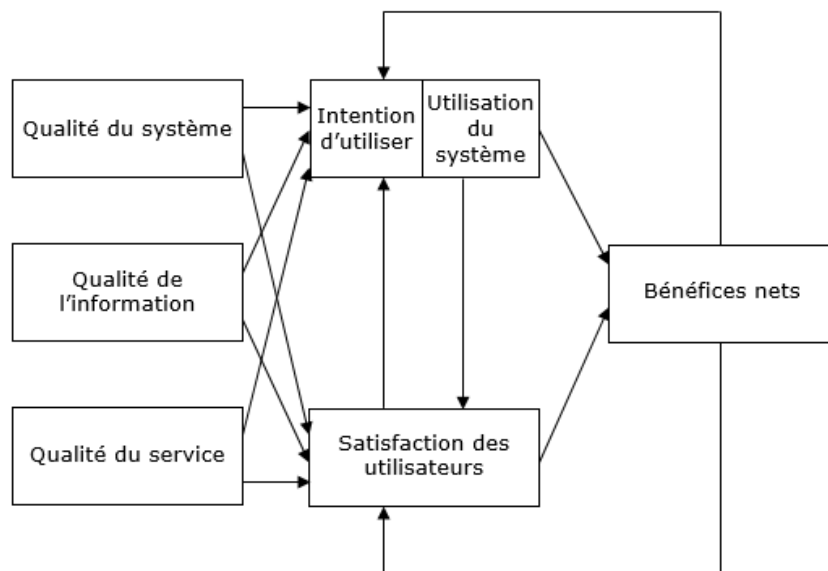 Qualité du système
Intention
d'utiliser
Utilisation
du
système
Qualité de
l'information
Bénéfices nets
Qualité du service
Satisfaction des
utilisateurs